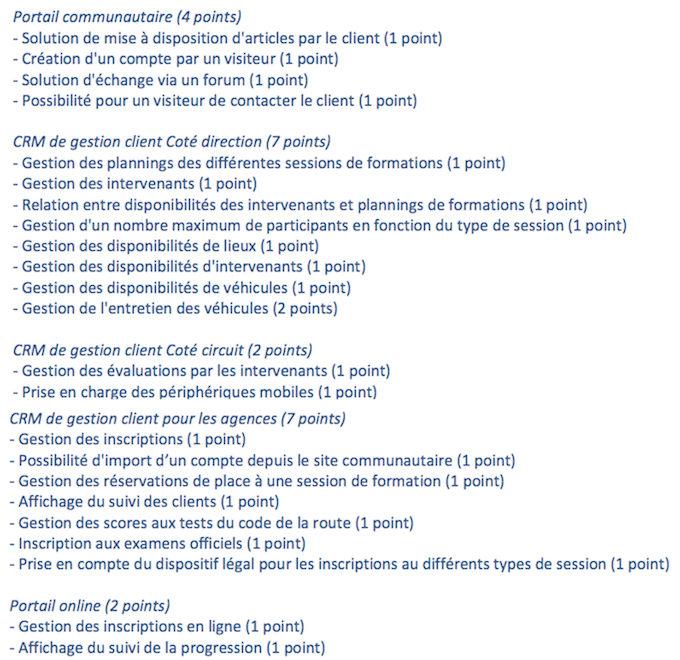 Portail communautaire (4 points)
- Solution de mise à disposition d'articles par le client (1 point)
- Création d'un compte par un visiteur (1 point)
- Solution d'échange via un forum (1 point)
- Possibilité pour un visiteur de contacter le client (1 point)
CRM de gestion client Coté direction (7 points)
- Gestion des plannings des différentes sessions de formations (1 point)
- Gestion des intervenants (1 point)
- Relation entre disponibilités des intervenants et plannings de formations (1 point)
- Gestion d'un nombre maximum de participants en fonction du type de session (1 point)
- Gestion des disponibilités de lieux (1 point)
- Gestion des disponibilités d'intervenants (1 point)
- Gestion des disponibilités de véhicules (1 point)
- Gestion de l'entretien des véhicules (2 points)
CRM de gestion client Coté circuit (2 points)
- Gestion des évaluations par les intervenants (1 point)
- Prise en charge des périphériques mobiles (1 point)
CRM de gestion client pour les agences (7 points)
- Gestion des inscriptions (1 point)
- Possibilité d'import d’un compte depuis le site communautaire (1 point)
- Gestion des réservations de place à une session de formation (1 point)
- Affichage du suivi des clients (1 point)
- Gestion des scores aux tests du code de la route (1 point)
- Inscription aux examens officiels (1 point)
- Prise en compte du dispositif légal pour les inscriptions au différents types de session (1 point)
Portail online (2 points)
- Gestion des inscriptions en ligne (1 point)
- Affichage du suivi de la progression (1 point)